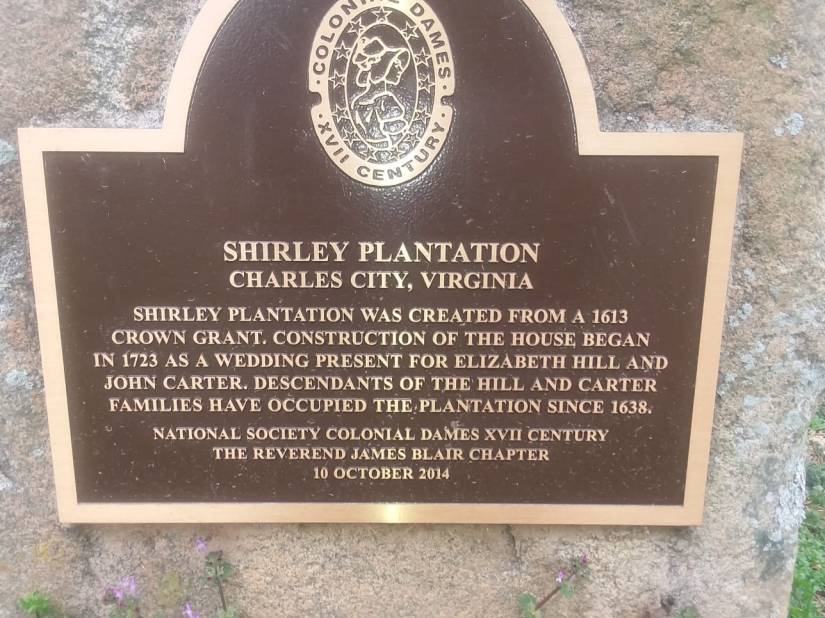 COLONIAL DAMES
XVII CENTURY
SHIRLEY PLANTATION
CHARLES CITY, VIRGINIA
SHIRLEY PLANTATION WAS CREATED FROM A 1613
CROWN GRANT. CONSTRUCTION OF THE HOUSE BEGAN
IN 1723 AS A WEDDING PRESENT FOR ELIZABETH HILL AND
JOHN CARTER. DESCENDANTS OF THE HILL AND CARTER
FAMILIES HAVE OCCUPIED THE PLANTATION SINCE 1638.
NATIONAL SOCIETY COLONIAL DAMES XVII CENTURY
THE REVEREND JAMES BLAIR CHAPTER
10 OCTOBER 2014